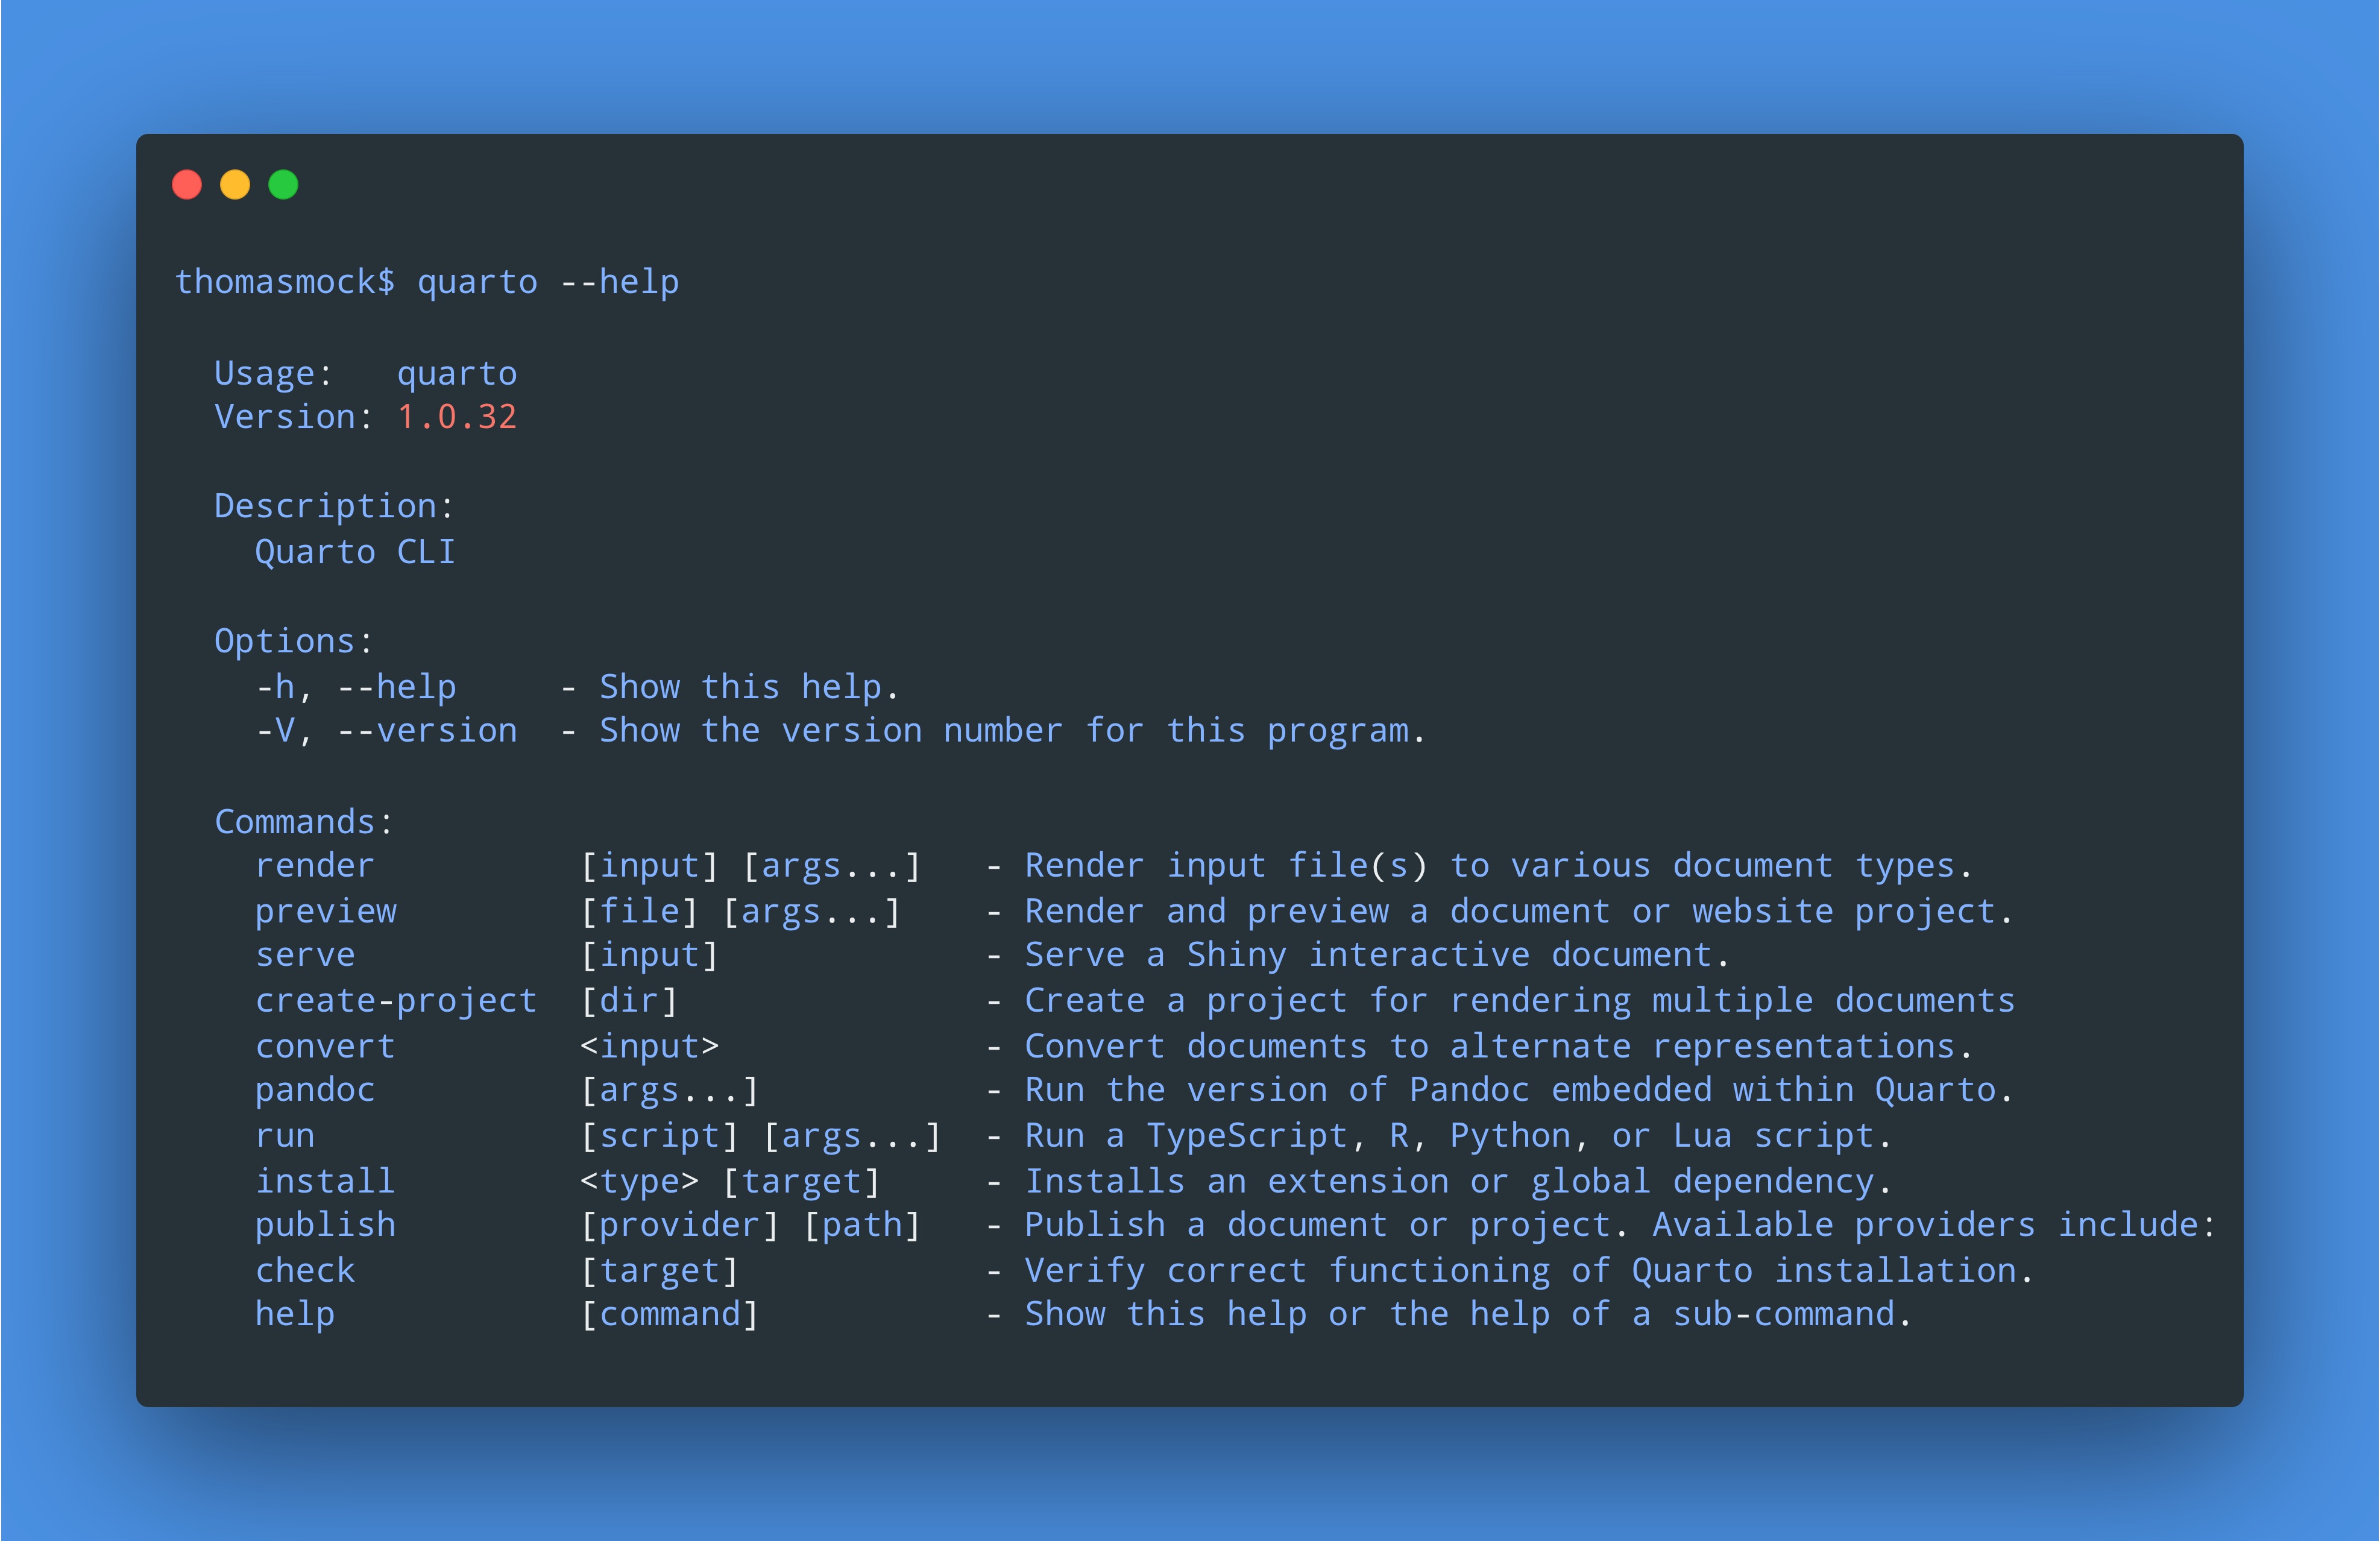 thomasmock$ quarto --help

  Usage:   quarto
  Version: 1.0.32

  Description:
    Quarto CLI

  Options:
    -h, --help     - Show this help.
    -V, --version  - Show the version number for this program.

  Commands:
    render          [input] [args...]   - Render input file(s) to various document types.
    preview         [file] [args...]    - Render and preview a document or website project.
    serve           [input]             - Serve a Shiny interactive document.
    create-project  [dir]               - Create a project for rendering multiple documents
    convert         <input>             - Convert documents to alternate representations.
    pandoc          [args...]           - Run the version of Pandoc embedded within Quarto.
    run             [script] [args...]  - Run a TypeScript, R, Python, or Lua script.
    install         <type> [target]     - Installs an extension or global dependency.
    publish         [provider] [path]   - Publish a document or project. Available providers include:
    check           [target]            - Verify correct functioning of Quarto installation.
    help            [command]           - Show this help or the help of a sub-command.